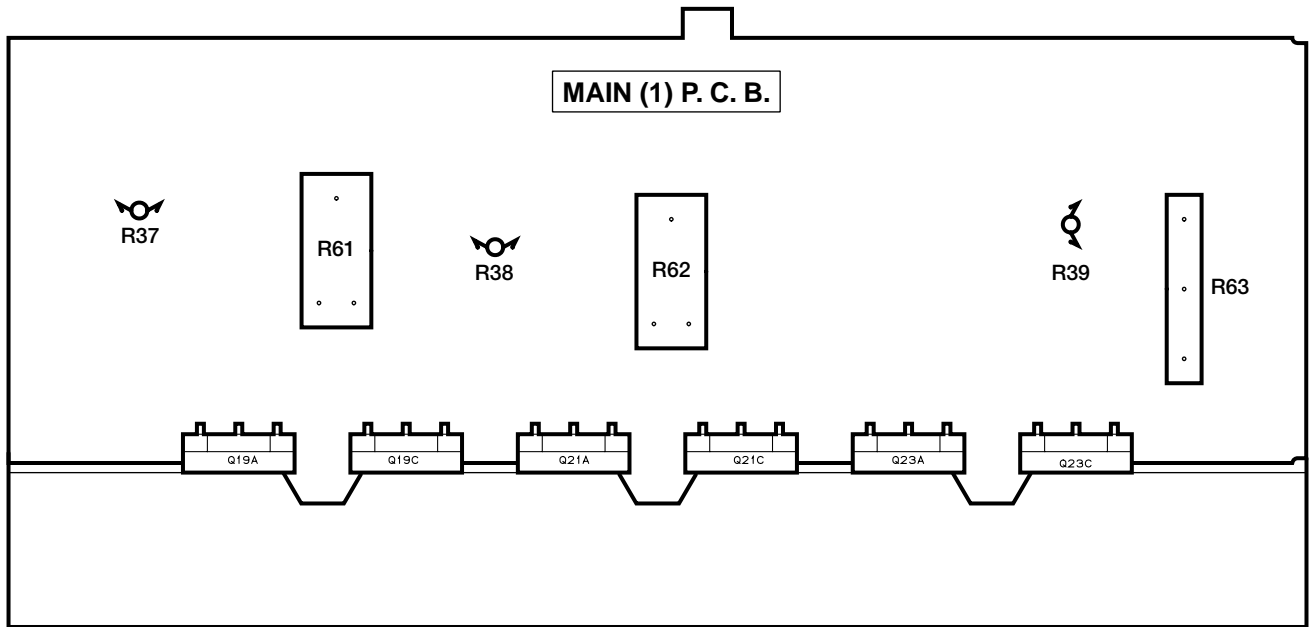 MAIN (1) P. C. B.
R37
R61
R38
R62
R39
R63
Q19A
Q19C
Q21A
Q21C
Q23A
Q23C